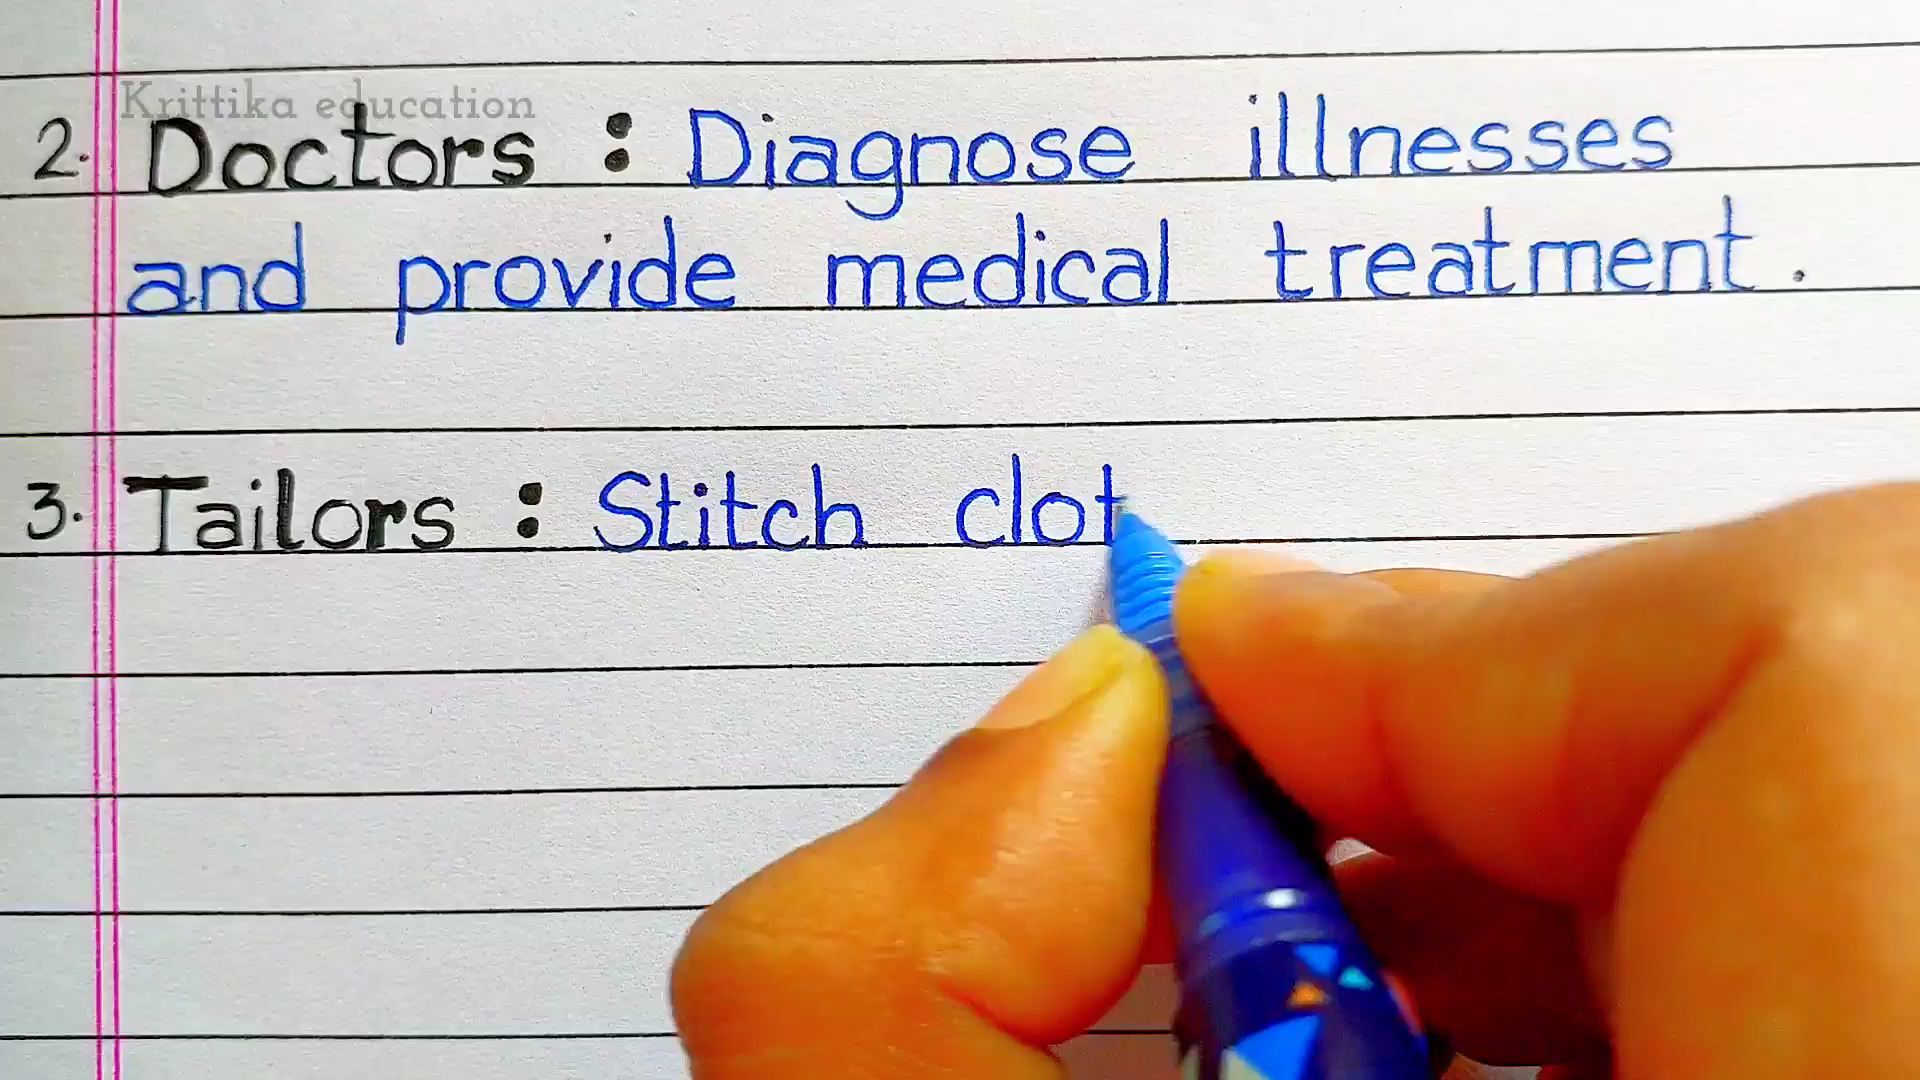 Krittika education
2. Doctors : Diagnose illnesses
and provide medical treatment.
3. Tailors : Stitch clot